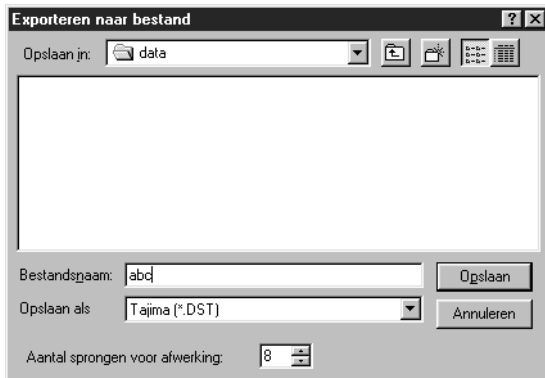 Exporteren naar bestand
Opslaan in: data
Bestandsnaam: abc
Opslaan
Opslaan als Tajima (*.DST)
Annuleren
Aantal sprongen voor afwerking: 8